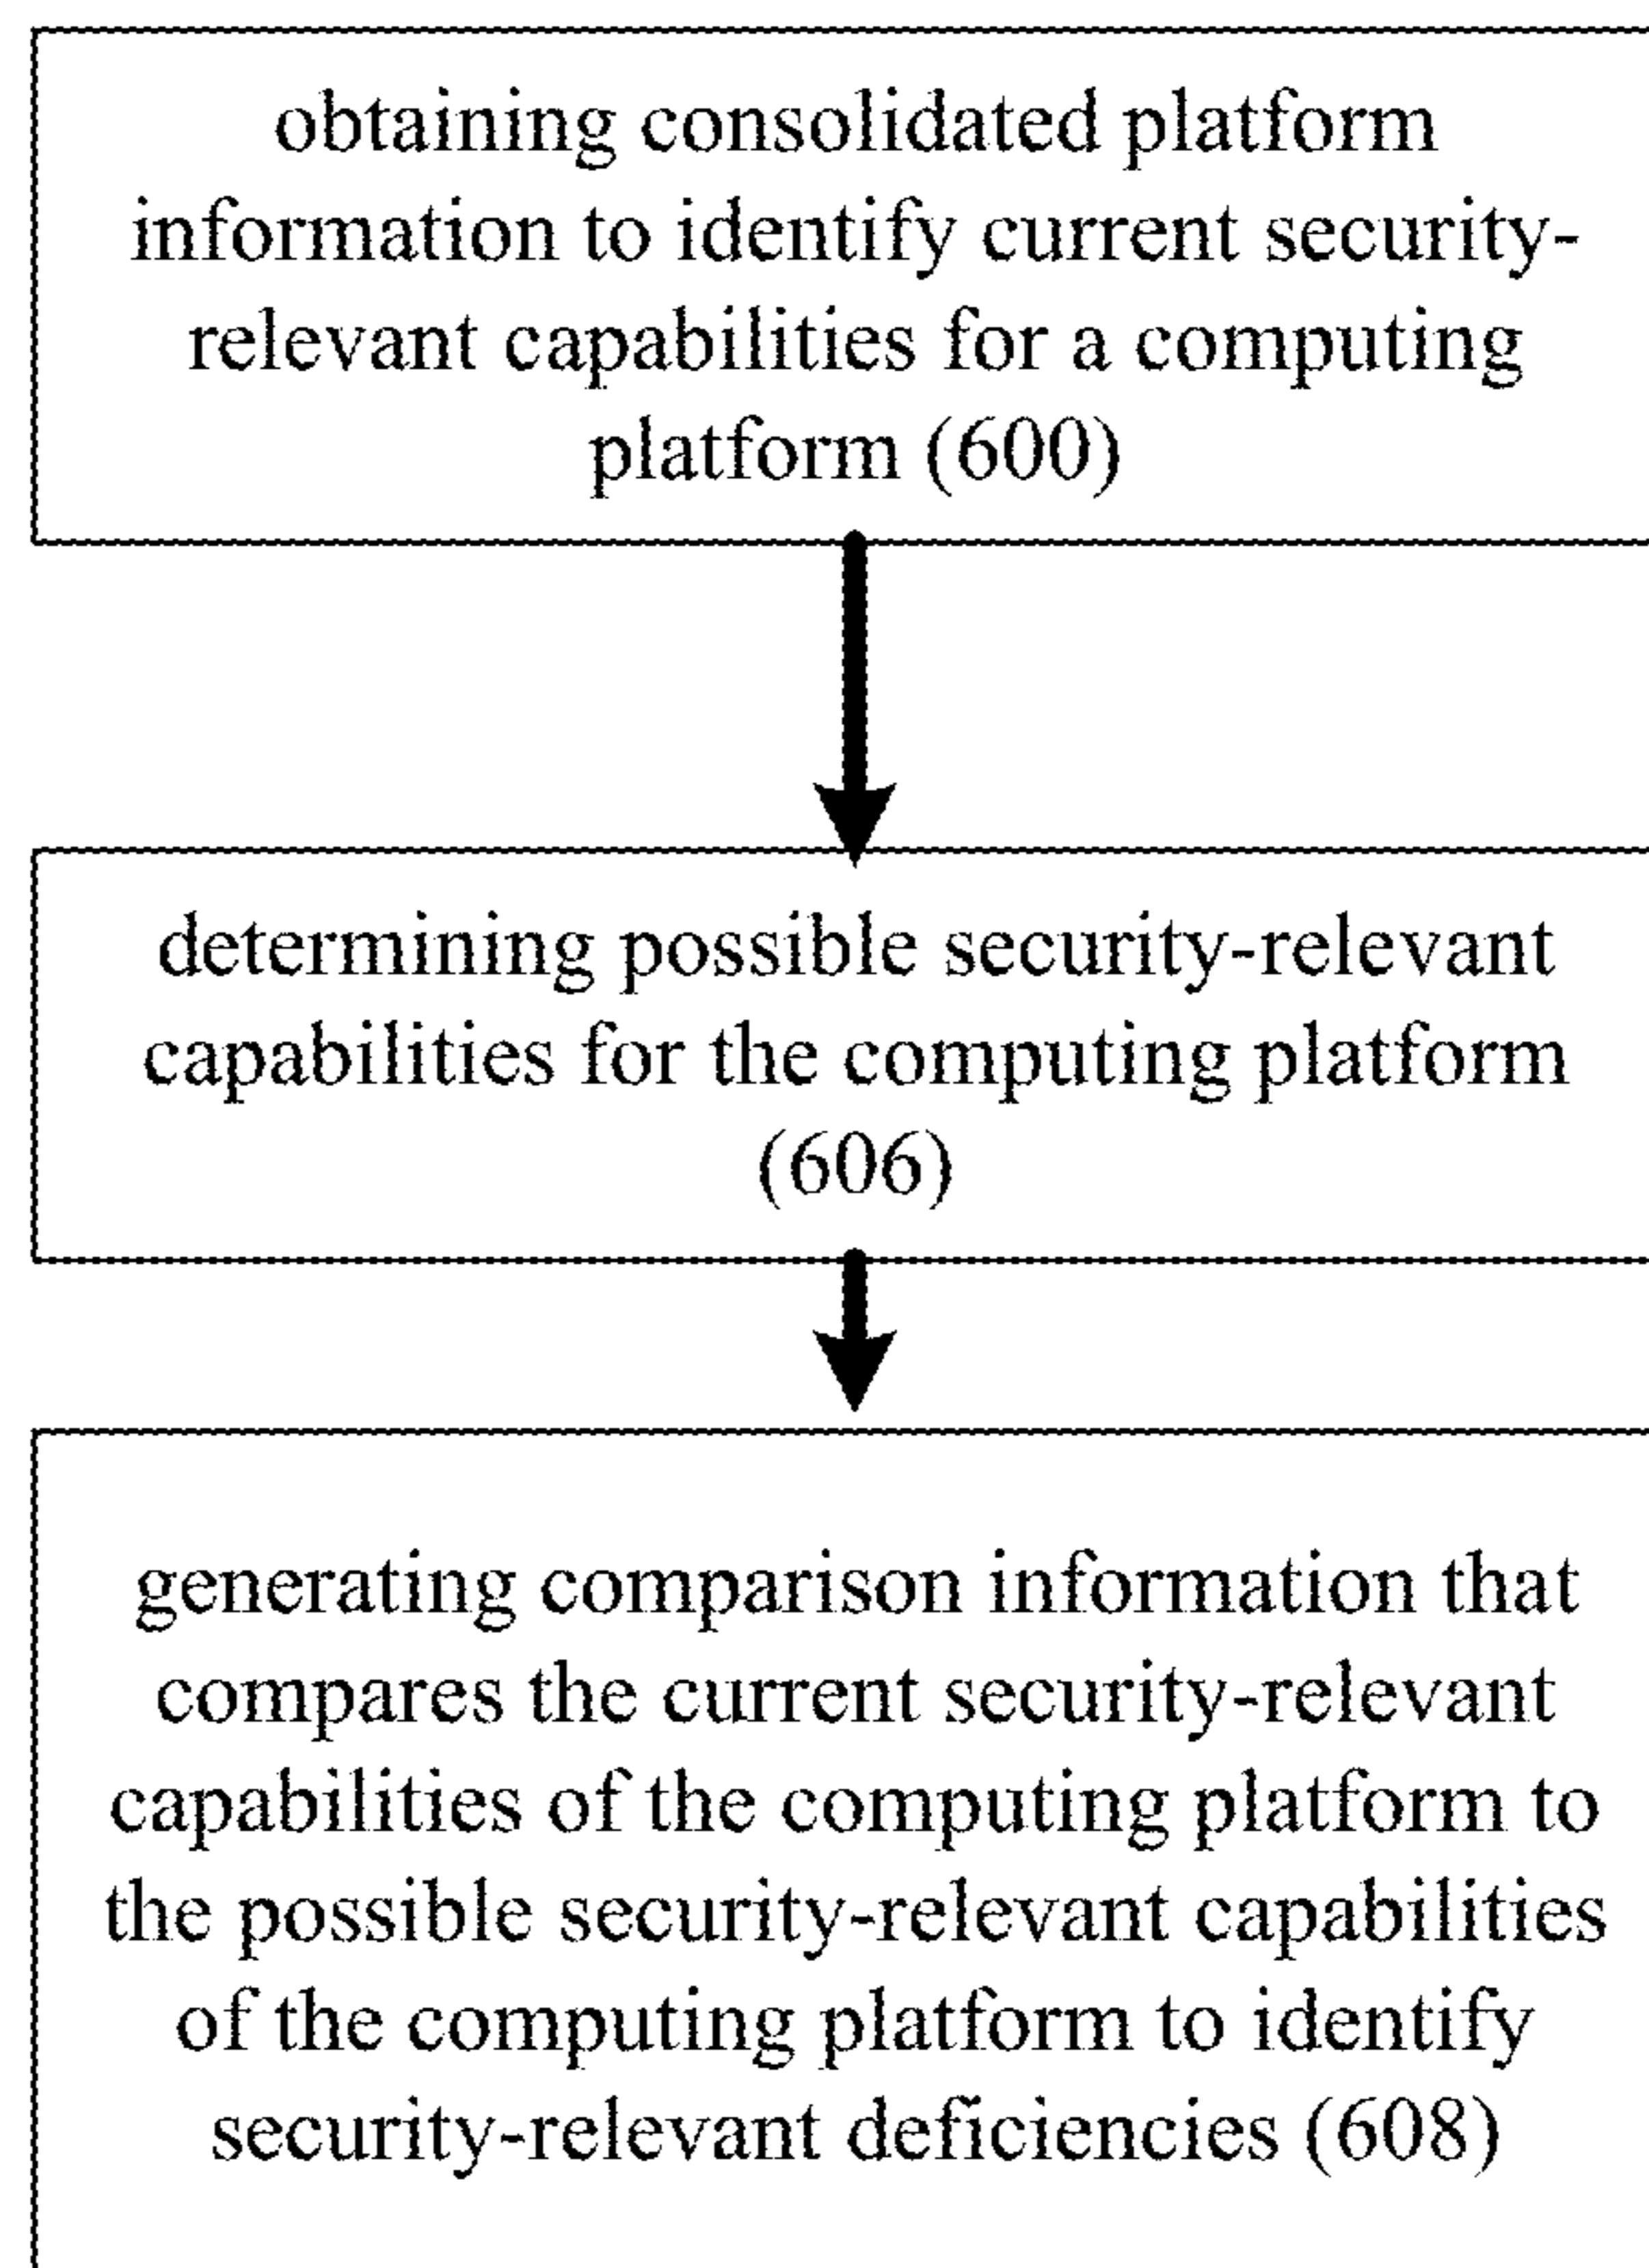 obtaining consolidated platform
information to identify current security-
relevant capabilities for a computing
platform (600)
determining possible security-relevant
capabilities for the computing platform
(606)
generating comparison information that
compares the current security-relevant
capabilities of the computing platform to
the possible security-relevant capabilities
of the computing platform to identify
security-relevant deficiencies (608)